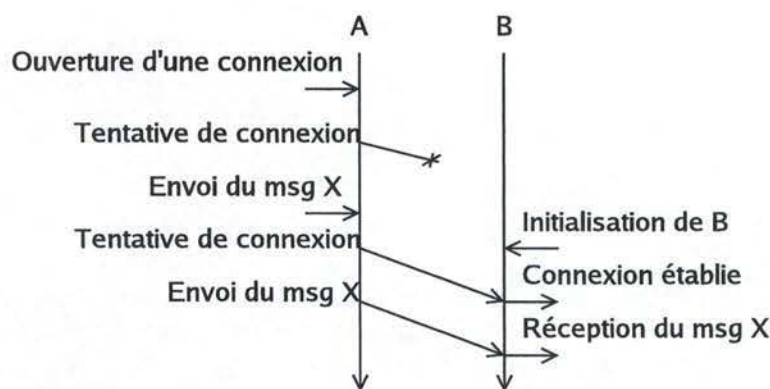 A B
Ouverture d'une connexion
Tentative de connexion
Envoi du msg X
Initialisation de B
Tentative de connexion
Connexion établie
Envoi du msg X
Réception du msg X